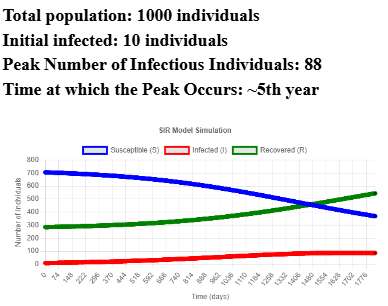 Total population: 1000 individuals
Initial infected: 10 individuals
Peak Number of Infectious Individuals: 88
Time at which the Peak Occurs: ~5th year
SIR Model Simulation
Susceptible (S) Infected (I) Recovered (R)
Number of Individuals
800
700
600
500
400
300
200
100
0
0 74 148 222 296 370 444 518 592 666 740 814 888 962 1036 1110 1184 1258 1332 1406 1480 1554 1628 1702 1776
Time (days)